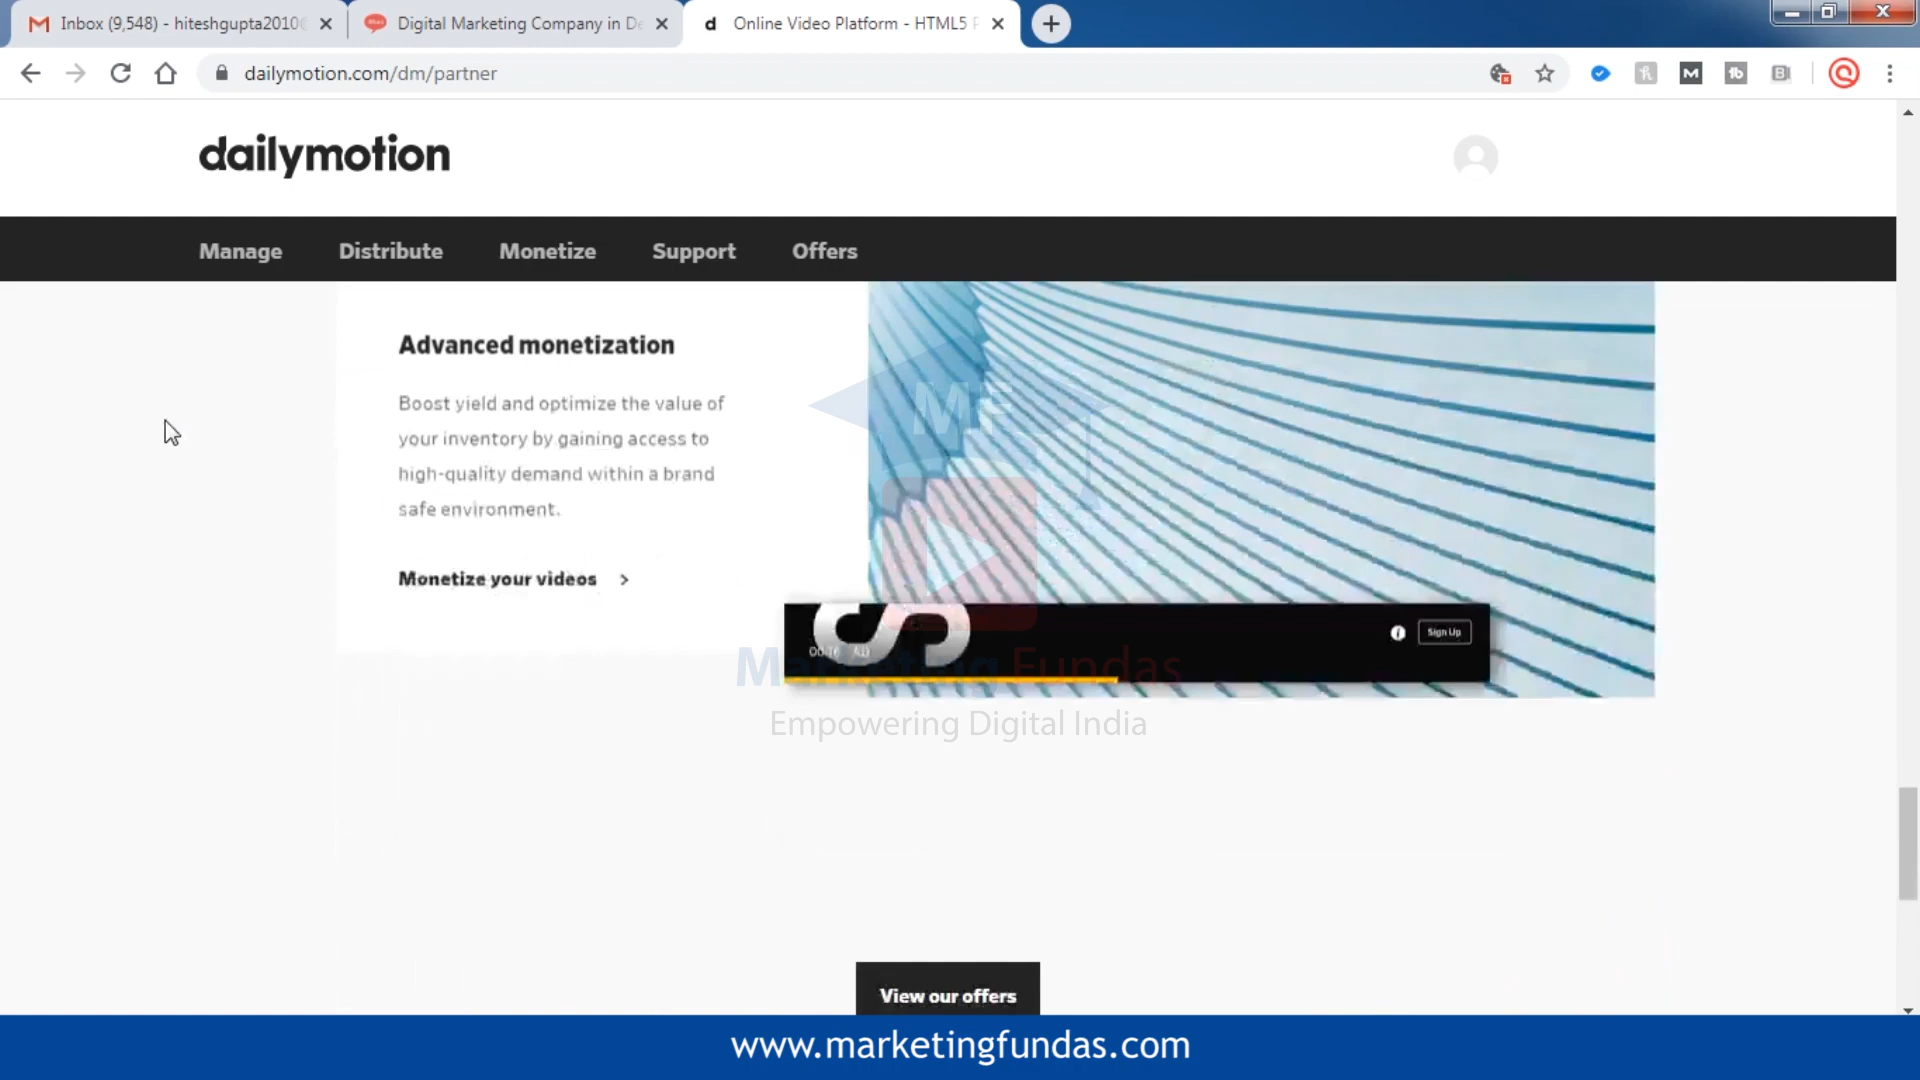 Inbox (9,548) - hiteshgupta2010@
Digital Marketing Company in De
Online Video Platform - HTML5 P
dailymotion.com/dm/partner
dailymotion
Manage Distribute Monetize Support Offers
Advanced monetization
Boost yield and optimize the value of
your inventory by gaining access to
high-quality demand within a brand
safe environment.
Monetize your videos >
MF
Sign Up
Marketing Fundas
Empowering Digital India
View our offers
www.marketingfundas.com